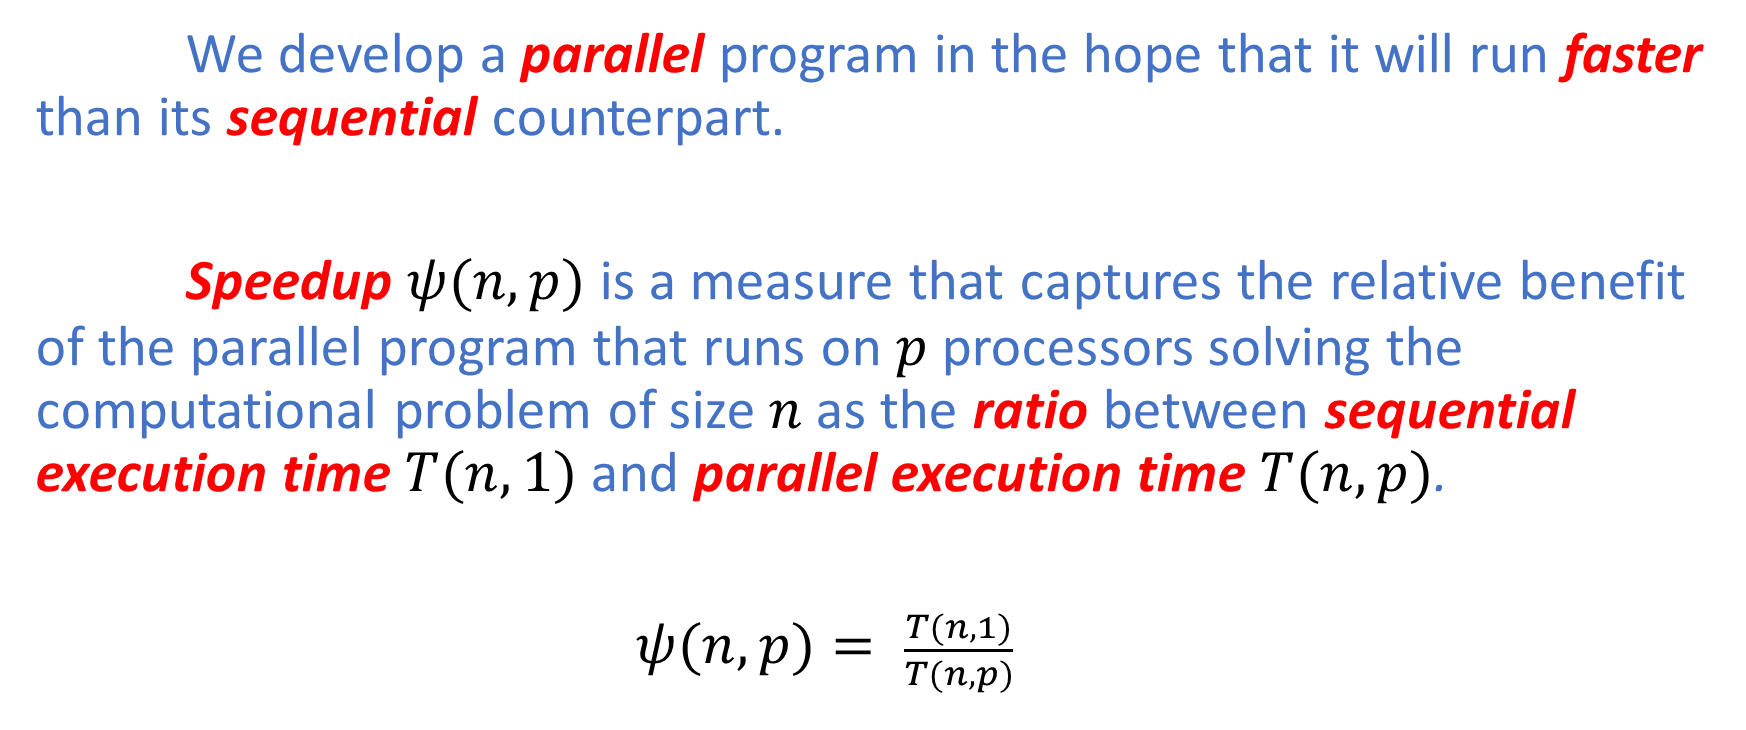 We develop a parallel program in the hope that it will run faster
than its sequential counterpart.
Speedup ψ(n, p) is a measure that captures the relative benefit
of the parallel program that runs on p processors solving the
computational problem of size n as the ratio between sequential
execution time T(n, 1) and parallel execution time T(n, p).
ψ(n, p) = T(n,1)/T(n,p)